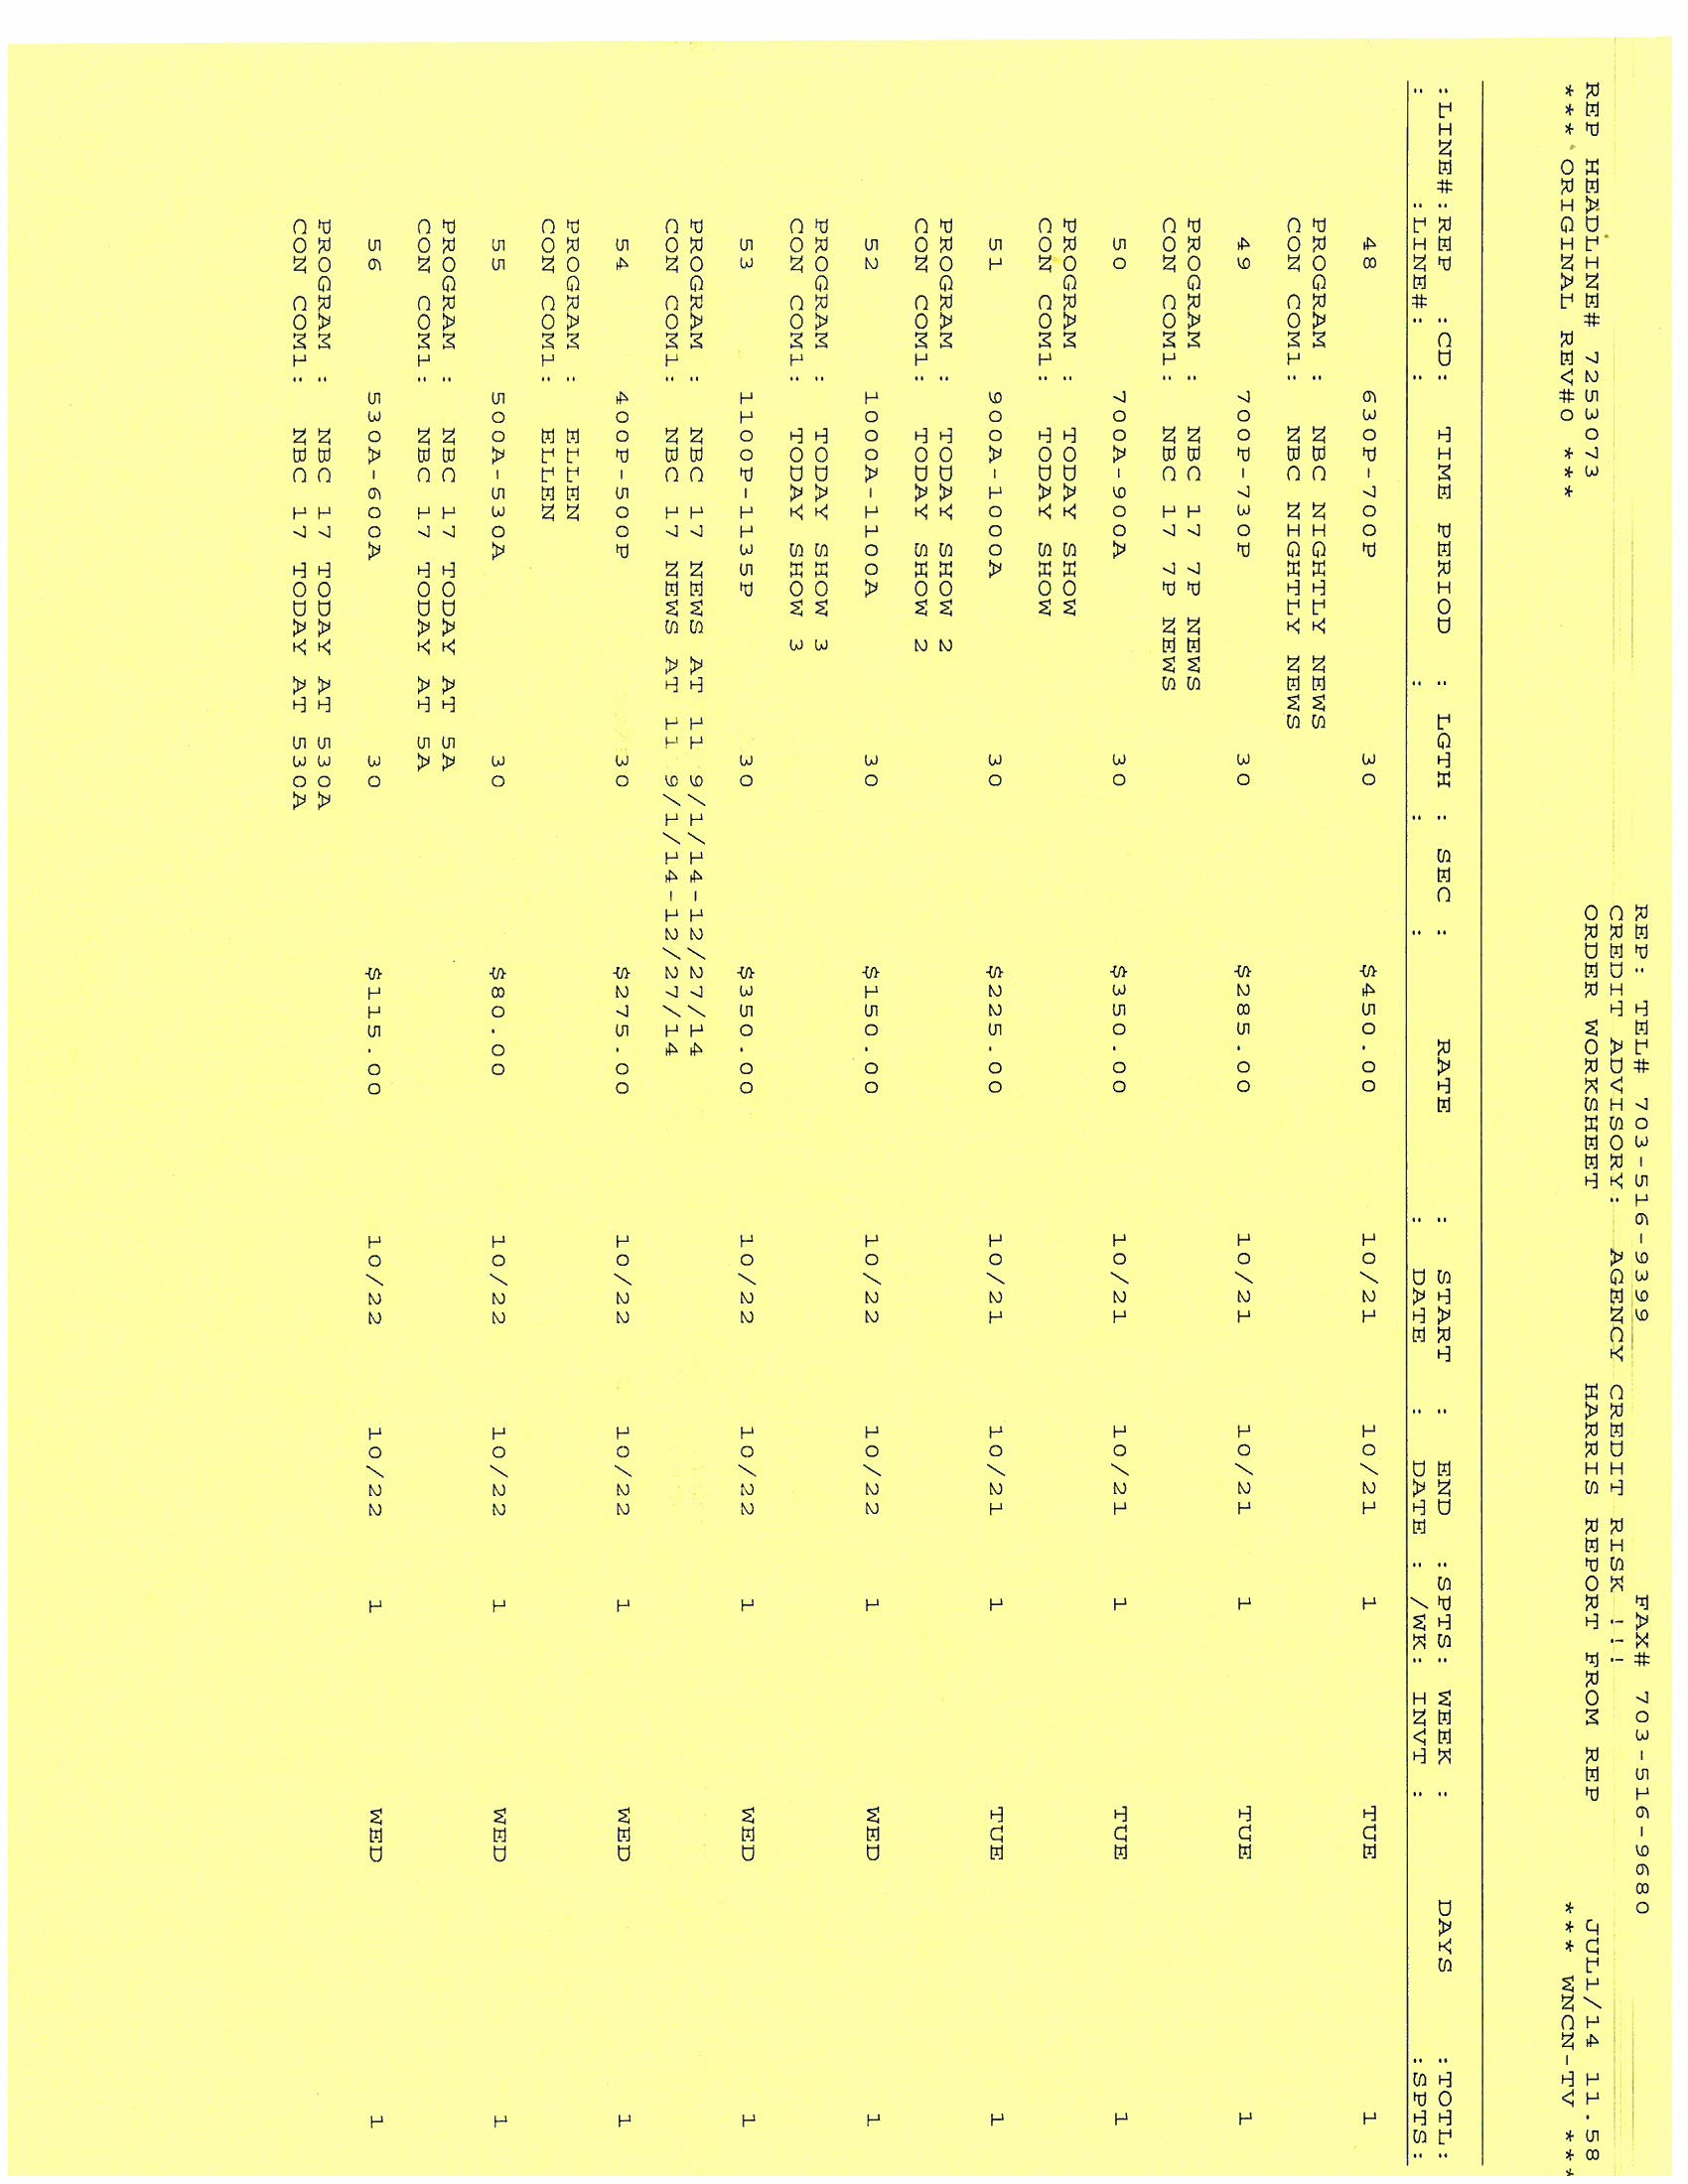 REP: TEL# 703-516-9399 FAX# 703-516-9680
CREDIT ADVISORY: AGENCY CREDIT RISK !!!
REP HEADLINE# 7253073 ORDER WORKSHEET HARRIS REPORT FROM REP JUL1/14 11.58
*** ORIGINAL REV#0 *** *** WNCN-TV ***
:LINE#:REP :CD: TIME PERIOD : LGTH : SEC : RATE : START : END :SPTS: WEEK : DAYS :TOTL:
: :LINE#: : : : : : DATE : DATE : /WK: INVT : :SPTS:
48 630P-700P 30 $450.00 10/21 10/21 1 TUE 1
PROGRAM : NBC NIGHTLY NEWS
CON COM1: NBC NIGHTLY NEWS
49 700P-730P 30 $285.00 10/21 10/21 1 TUE 1
PROGRAM : NBC 17 7P NEWS
CON COM1: NBC 17 7P NEWS
50 700A-900A 30 $350.00 10/21 10/21 1 TUE 1
PROGRAM : TODAY SHOW
CON COM1: TODAY SHOW
51 900A-1000A 30 $225.00 10/21 10/21 1 TUE 1
PROGRAM : TODAY SHOW 2
CON COM1: TODAY SHOW 2
52 1000A-1100A 30 $150.00 10/22 10/22 1 WED 1
PROGRAM : TODAY SHOW 3
CON COM1: TODAY SHOW 3
53 1100P-1135P 30 $350.00 10/22 10/22 1 WED 1
PROGRAM : NBC 17 NEWS AT 11 9/1/14-12/27/14
CON COM1: NBC 17 NEWS AT 11 9/1/14-12/27/14
54 400P-500P 30 $275.00 10/22 10/22 1 WED 1
PROGRAM : ELLEN
CON COM1: ELLEN
55 500A-530A 30 $80.00 10/22 10/22 1 WED 1
PROGRAM : NBC 17 TODAY AT 5A
CON COM1: NBC 17 TODAY AT 5A
56 530A-600A 30 $115.00 10/22 10/22 1 WED 1
PROGRAM : NBC 17 TODAY AT 530A
CON COM1: NBC 17 TODAY AT 530A